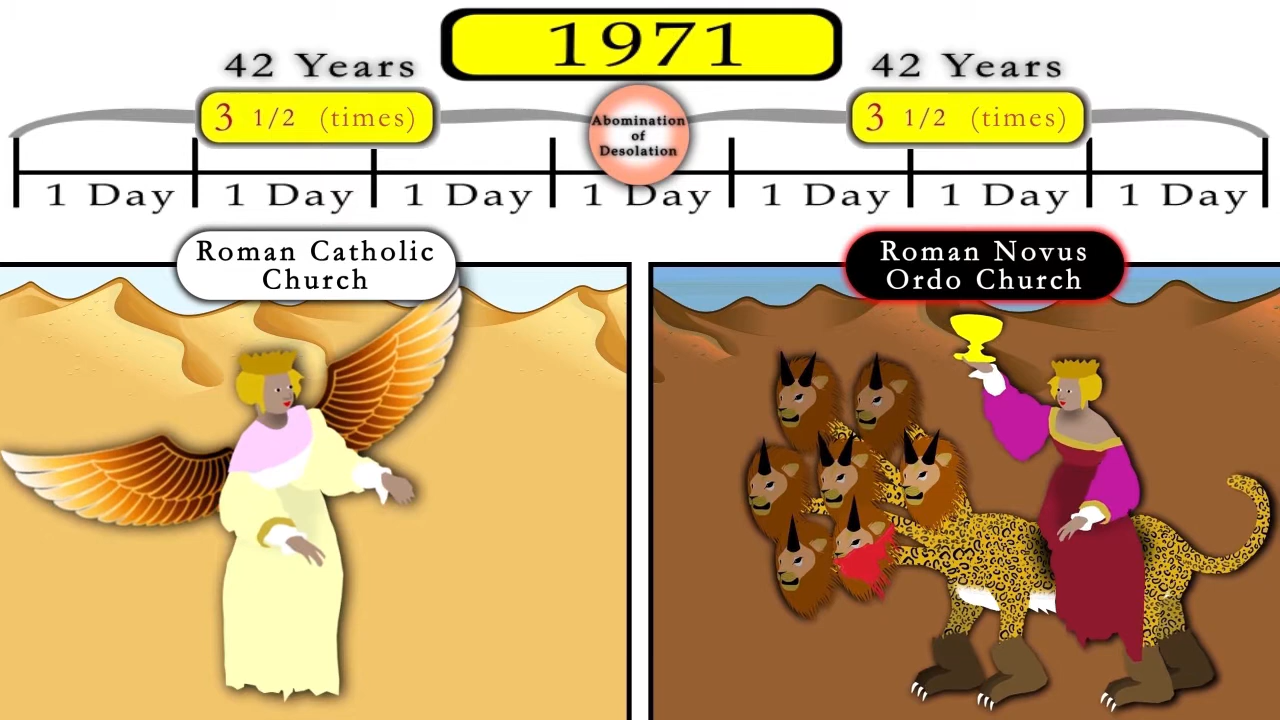 1971
42 Years
42 Years
3 1/2 (times)
3 1/2 (times)
Abomination
of
Desolation
1 Day 1 Day 1 Day 1 Day 1 Day 1 Day 1 Day
Roman Catholic
Church
Roman Novus
Ordo Church